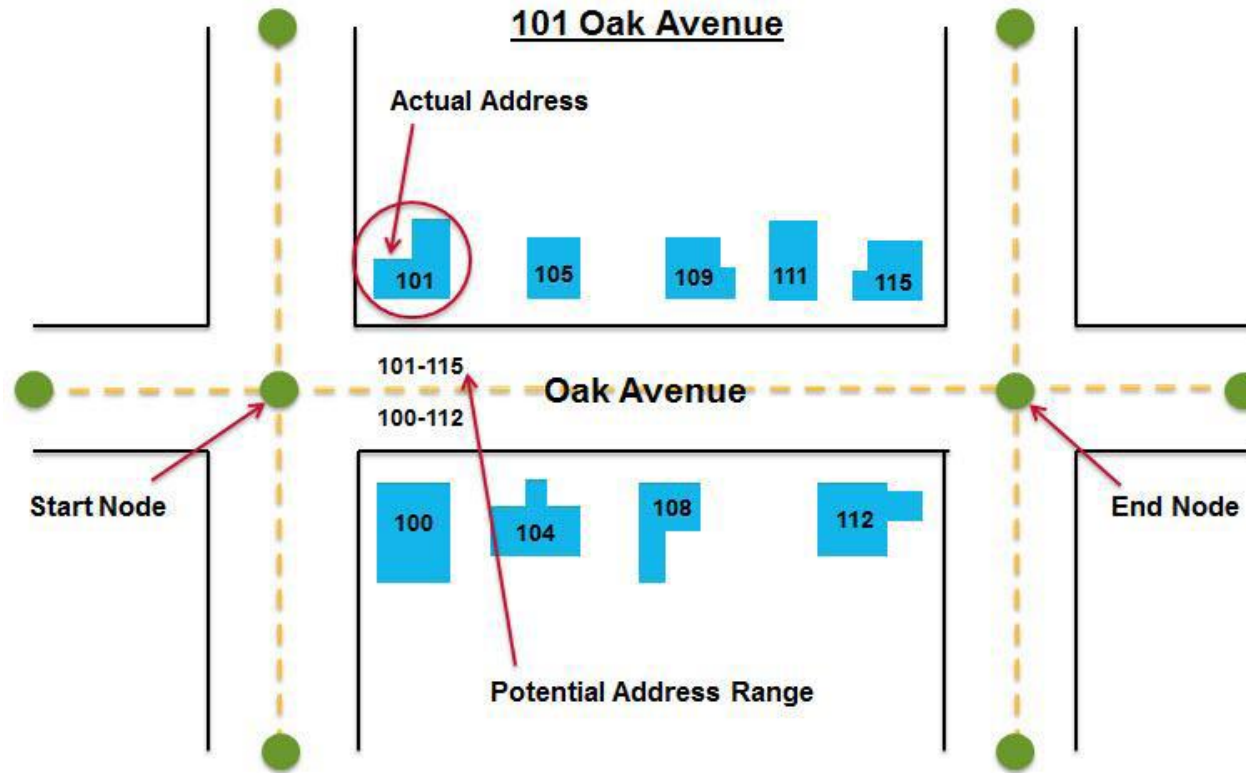 101 Oak Avenue
Actual Address
101
105
109
111
115
101-115
Oak Avenue
100-112
Start Node
End Node
100
104
108
112
Potential Address Range